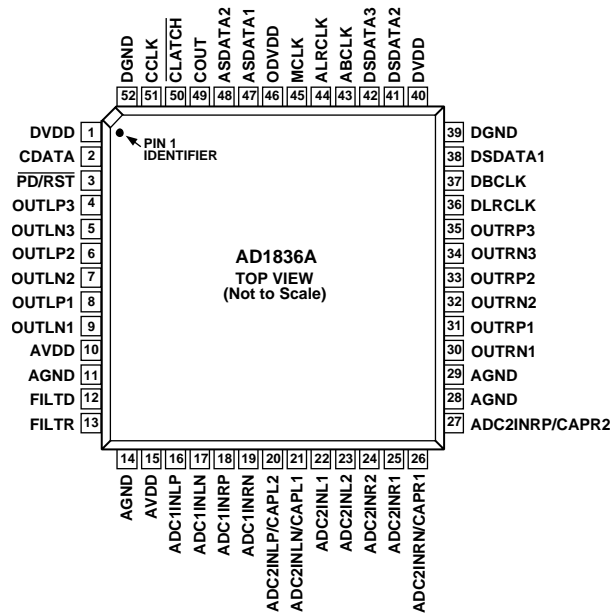 DGND
CCLK
CLATCH
COUT
ASDATA2
ASDATA1
ODVDD
MCLK
ALRCLK
ABCLK
DSDATA3
DSDATA2
DVDD
52 51 50 49 48 47 46 45 44 43 42 41 40
DVDD 1
CDATA 2
PD/RST 3
OUTLP3 4
OUTLN3 5
OUTLP2 6
OUTLN2 7
OUTLP1 8
OUTLN1 9
AVDD 10
AGND 11
FILTD 12
FILTR 13
PIN 1
IDENTIFIER
AD1836A
TOP VIEW
(Not to Scale)
39 DGND
38 DSDATA1
37 DBCLK
36 DLRCLK
35 OUTRP3
34 OUTRN3
33 OUTRP2
32 OUTRN2
31 OUTRP1
30 OUTRN1
29 AGND
28 AGND
27 ADC2INRP/CAPR2
14 15 16 17 18 19 20 21 22 23 24 25 26
AGND
AVDD
ADC1INLP
ADC1INLN
ADC1INRP
ADC1INRN
ADC2INLP/CAPL2
ADC2INLN/CAPL1
ADC2INL1
ADC2INL2
ADC2INR2
ADC2INR1
ADC2INRN/CAPR1